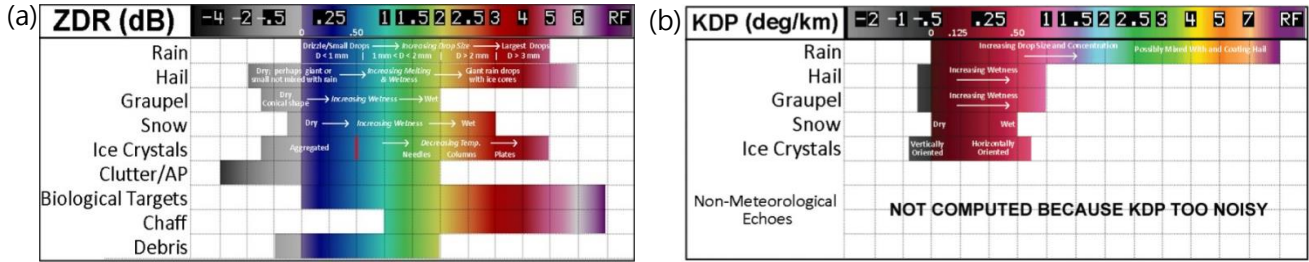 (a)
ZDR (dB) -4 -2 -.5 .25 1 1.5 2 2.5 3 4 5 6 RF
0 .50
Rain Drizzle/Small Drops Increasing Drop Size Largest Drops
D < 1 mm 1 mm < D < 2 mm D > 2 mm D > 3 mm
Hail Dry; perhaps giant or small not mixed with rain Increasing Melting & Wetness Giant rain drops with ice cores
Graupel Dry Conical shape Increasing Wetness Wet
Snow Dry Increasing Wetness Wet
Ice Crystals Aggregated Decreasing Temp.
Needles Columns Plates
Clutter/AP
Biological Targets
Chaff
Debris
(b)
KDP (deg/km) -2 -1 -.5 .25 1 1.5 2 2.5 3 4 5 7 RF
0 .125 .50
Rain Increasing Drop Size and Concentration Possibly Mixed With and Coating Hail
Hail Increasing Wetness
Graupel Increasing Wetness
Snow Dry Wet
Ice Crystals Vertically Oriented Horizontally Oriented
Non-Meteorological Echoes NOT COMPUTED BECAUSE KDP TOO NOISY